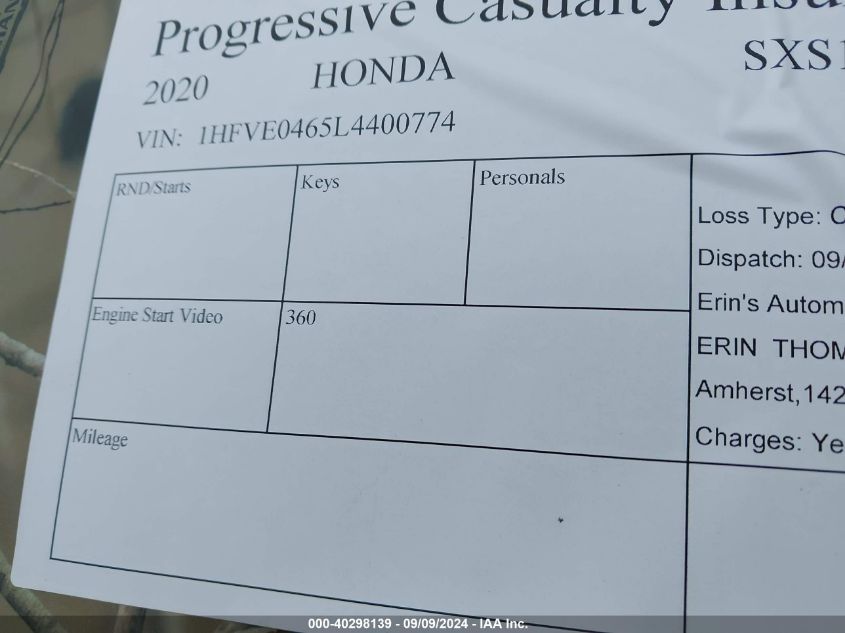 Progressive Casualty
2020 HONDA SXS1
VIN: 1HFVE0465L4400774
RND/Starts Keys Personals
Loss Type:
Dispatch: 09/
Erin's Autom
Engine Start Video 360
ERIN THOM
Amherst,142
Charges: Ye
Mileage
000-40298139 - 09/09/2024 - IAA Inc.